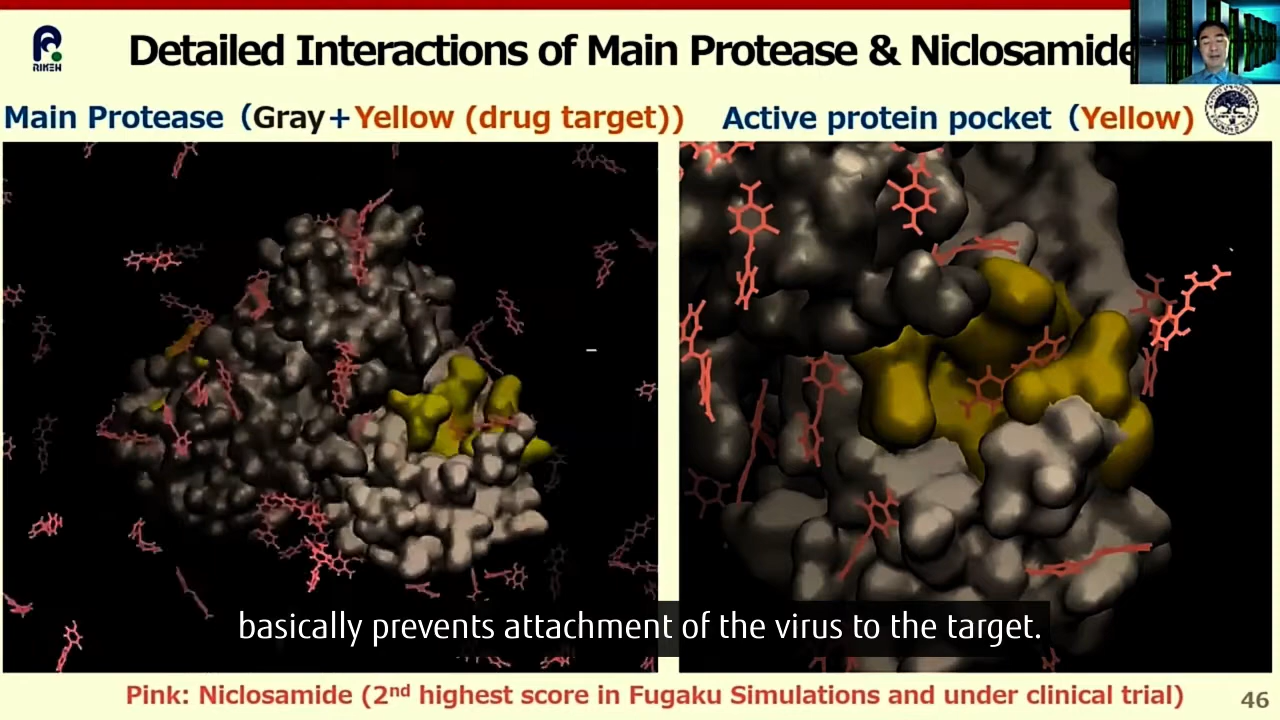 RIKEN
Detailed Interactions of Main Protease & Niclosamide
Main Protease（Gray+Yellow (drug target)) Active protein pocket（Yellow)
basically prevents attachment of the virus to the target.
Pink: Niclosamide (2nd highest score in Fugaku Simulations and under clinical trial)
46